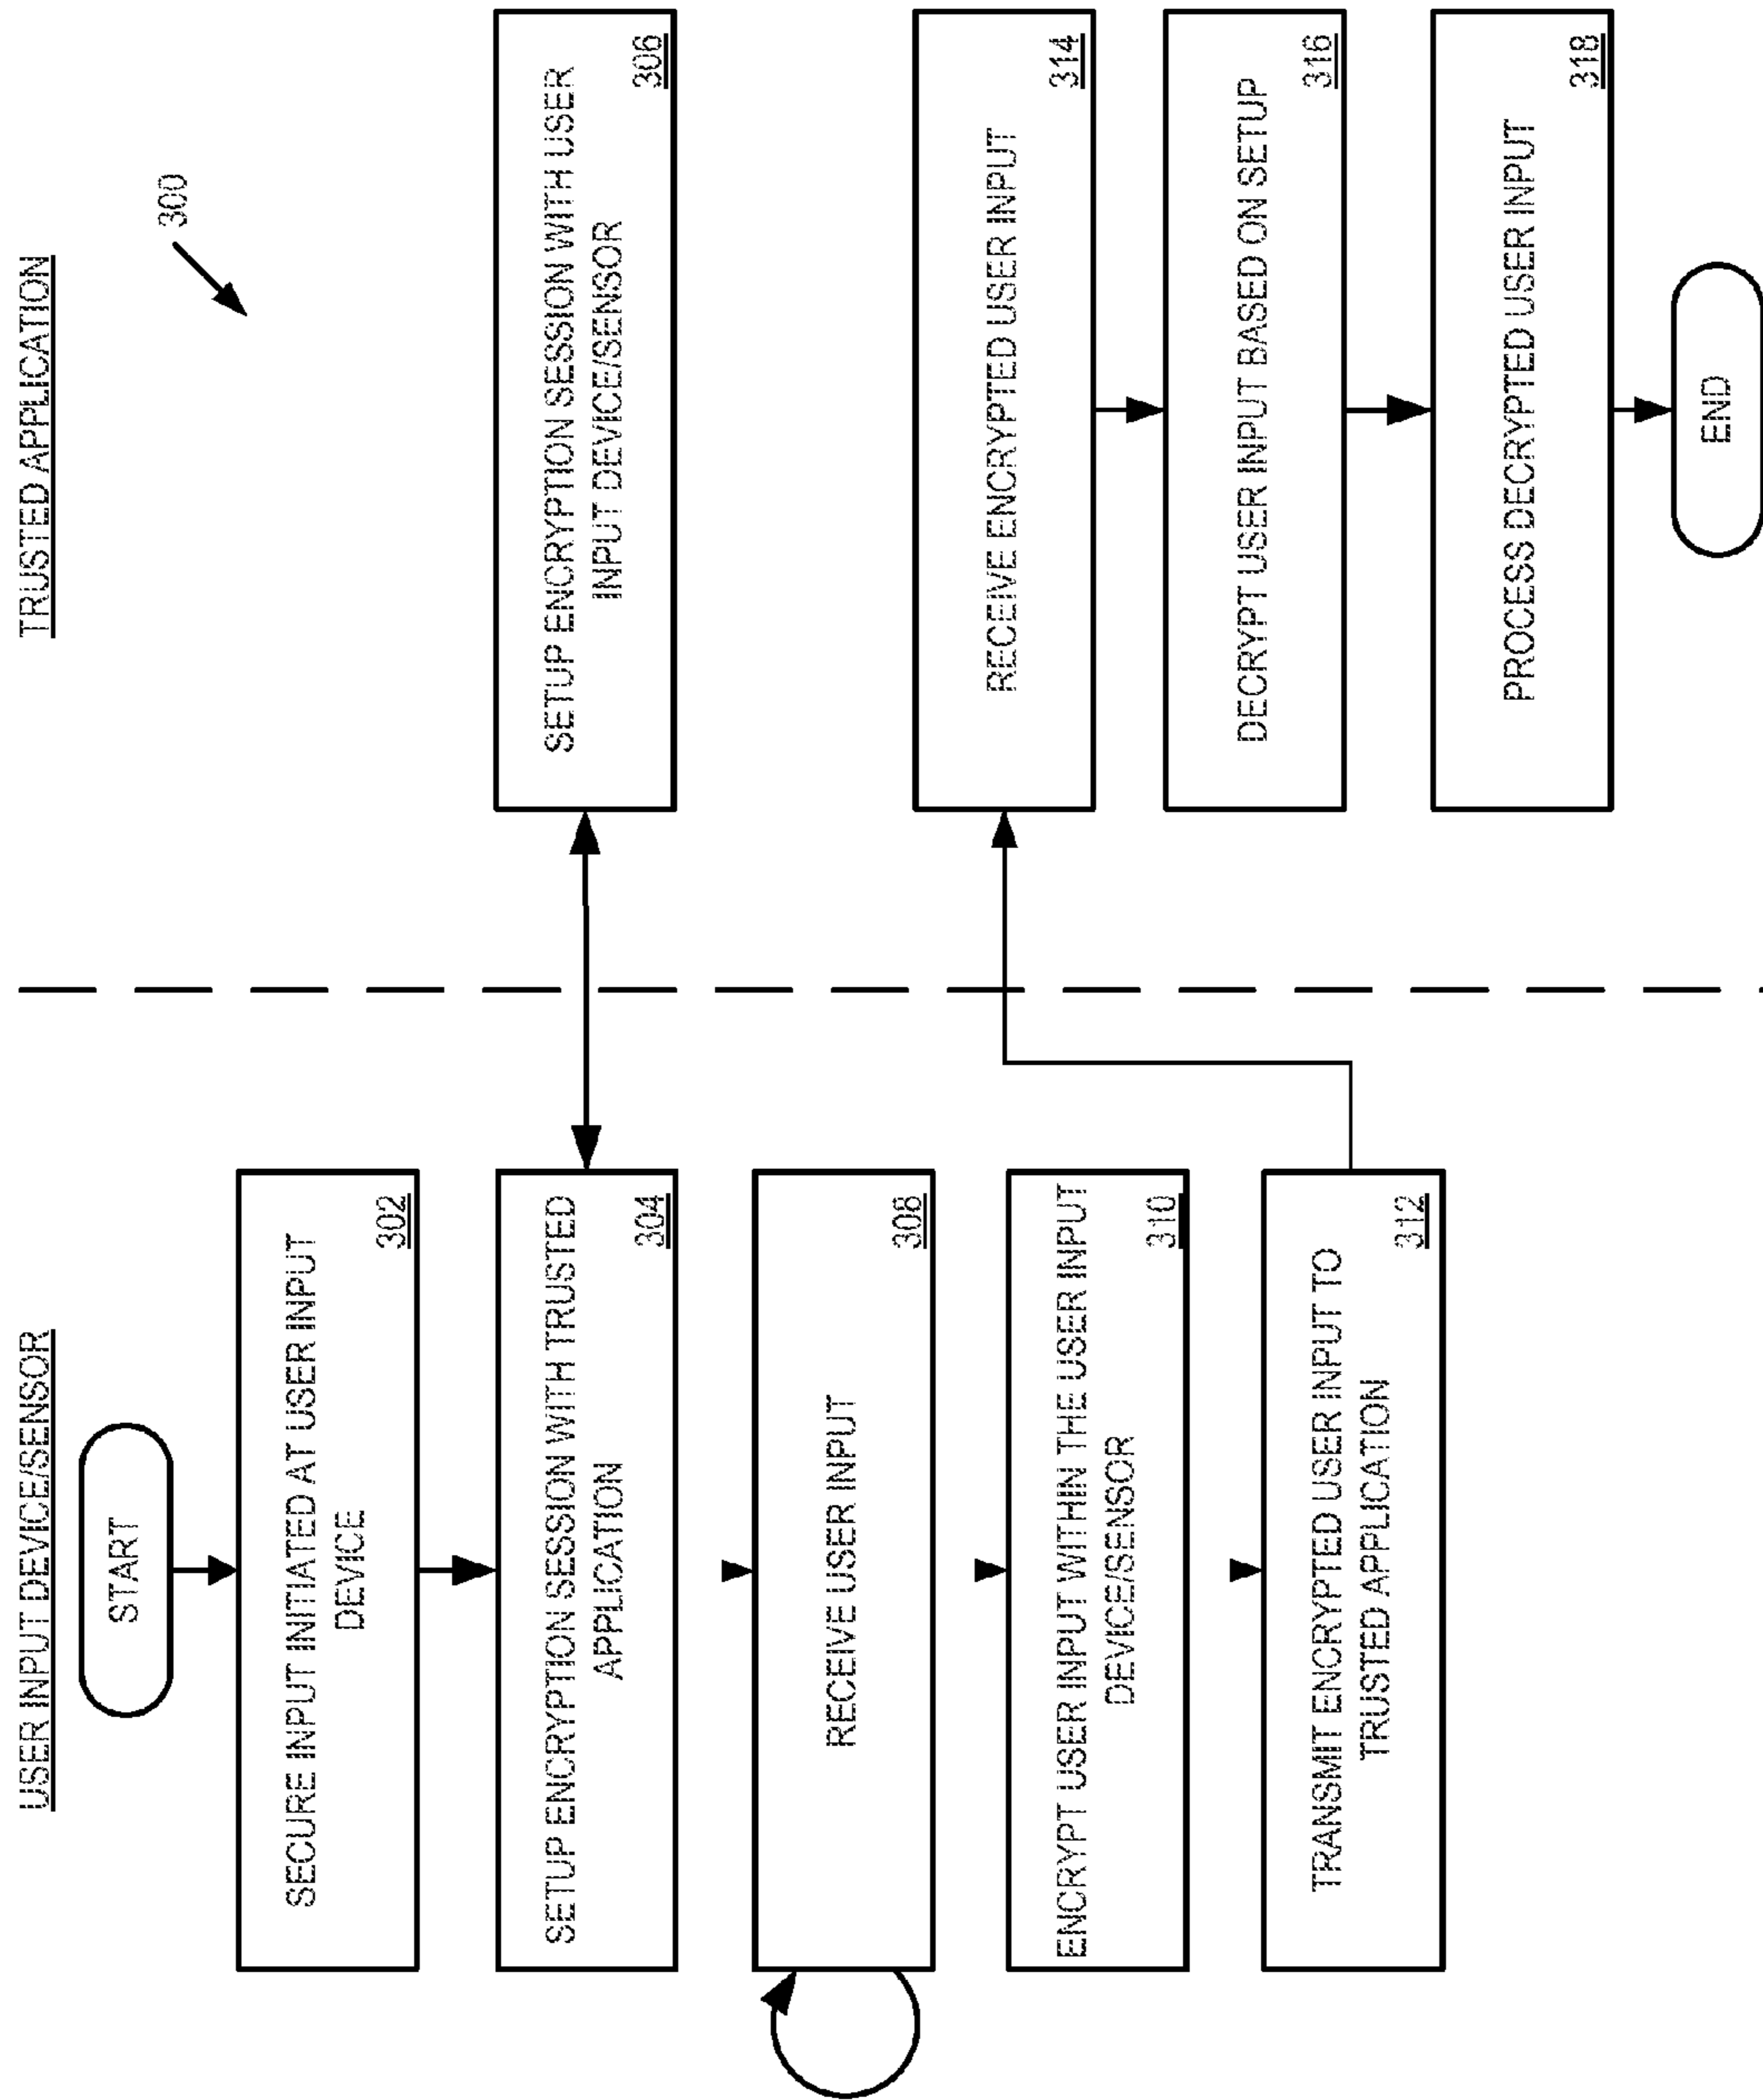 USER INPUT DEVICE/SENSOR
START
SECURE INPUT INITIATED AT USER INPUT
DEVICE
302
SETUP ENCRYPTION SESSION WITH TRUSTED
APPLICATION
304
RECEIVE USER INPUT
308
ENCRYPT USER INPUT WITHIN THE USER INPUT
DEVICE/SENSOR
310
TRANSMIT ENCRYPTED USER INPUT TO
TRUSTED APPLICATION
312
TRUSTED APPLICATION
300
SETUP ENCRYPTION SESSION WITH USER
INPUT DEVICE/SENSOR
306
RECEIVE ENCRYPTED USER INPUT
314
DECRYPT USER INPUT BASED ON SETUP
316
PROCESS DECRYPTED USER INPUT
318
END